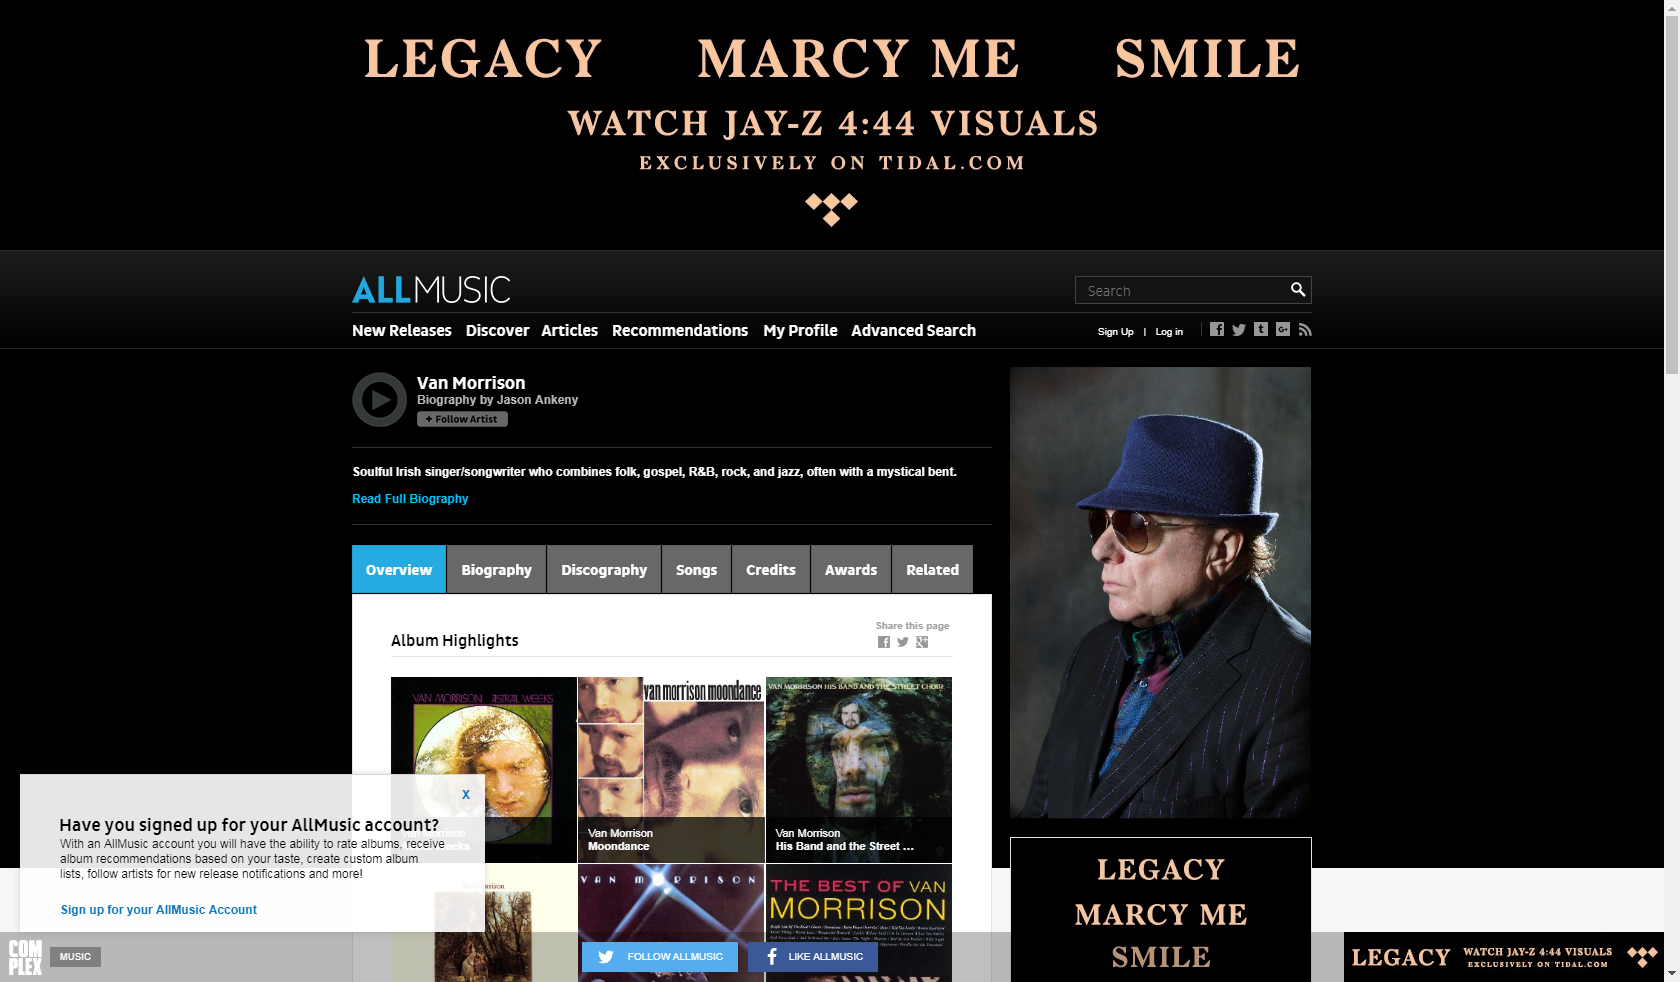 LEGACY MARCY ME SMILE
WATCH JAY-Z 4:44 VISUALS
EXCLUSIVELY ON TIDAL.COM
ALLMUSIC
Search
New Releases Discover Articles Recommendations My Profile Advanced Search
Sign Up | Log in
Van Morrison
Biography by Jason Ankeny
+ Follow Artist
Soulful Irish singer/songwriter who combines folk, gospel, R&B, rock, and jazz, often with a mystical bent.
Read Full Biography
Overview Biography Discography Songs Credits Awards Related
Album Highlights
Share this page
VAN MORRISON ASTRAL WEEKS
van morrison moondance
VAN MORRISON HIS BAND AND THE STREET CHOIR
Van Morrison
Moondance
Van Morrison
His Band and the Street ...
X
Have you signed up for your AllMusic account?
With an AllMusic account you will have the ability to rate albums, receive
album recommendations based on your taste, create custom album
lists, follow artists for new release notifications and more!
Sign up for your AllMusic Account
VAN MORRISON
THE BEST OF VAN
MORRISON
LEGACY
MARCY ME
SMILE
COMPLEX
MUSIC
FOLLOW ALLMUSIC
LIKE ALLMUSIC
LEGACY
WATCH JAY-Z 4:44 VISUALS
EXCLUSIVELY ON TIDAL.COM